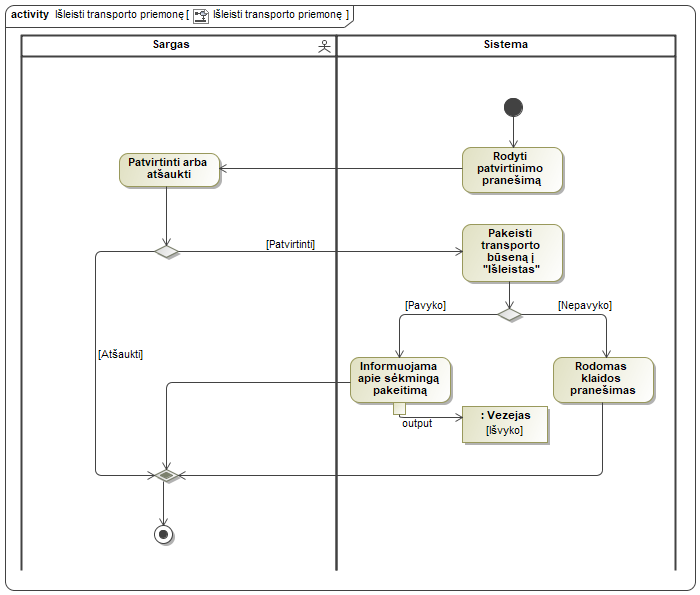 activity Išleisti transporto priemonę [ Išleisti transporto priemonę ]
Sargas
Sistema
Rodyti
patvirtinimo
pranešimą
Patvirtinti arba
atšaukti
[Patvirtinti]
Pakeisti
transporto
būseną į
"Išleistas"
[Pavyko]
[Nepavyko]
[Atšaukti]
Informuojama
apie sėkmingą
pakeitimą
Rodomas
klaidos
pranešimas
output
: Vezejas
[Išvyko]